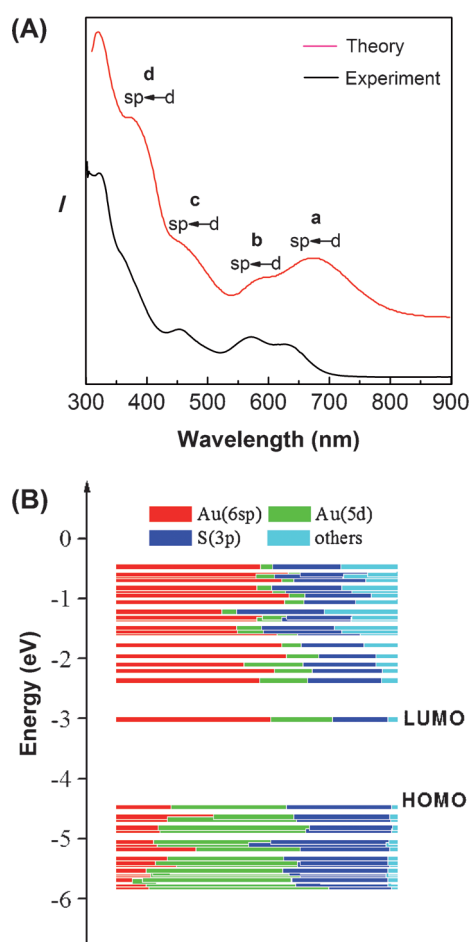 (A)
Theory
Experiment
d
sp←d
c
sp←d
b
sp←d
a
sp←d
I
300 400 500 600 700 800 900
Wavelength (nm)
(B)
Au(6sp) Au(5d)
S(3p) others
0
-1
-2
-3
-4
-5
-6
Energy (eV)
LUMO
HOMO